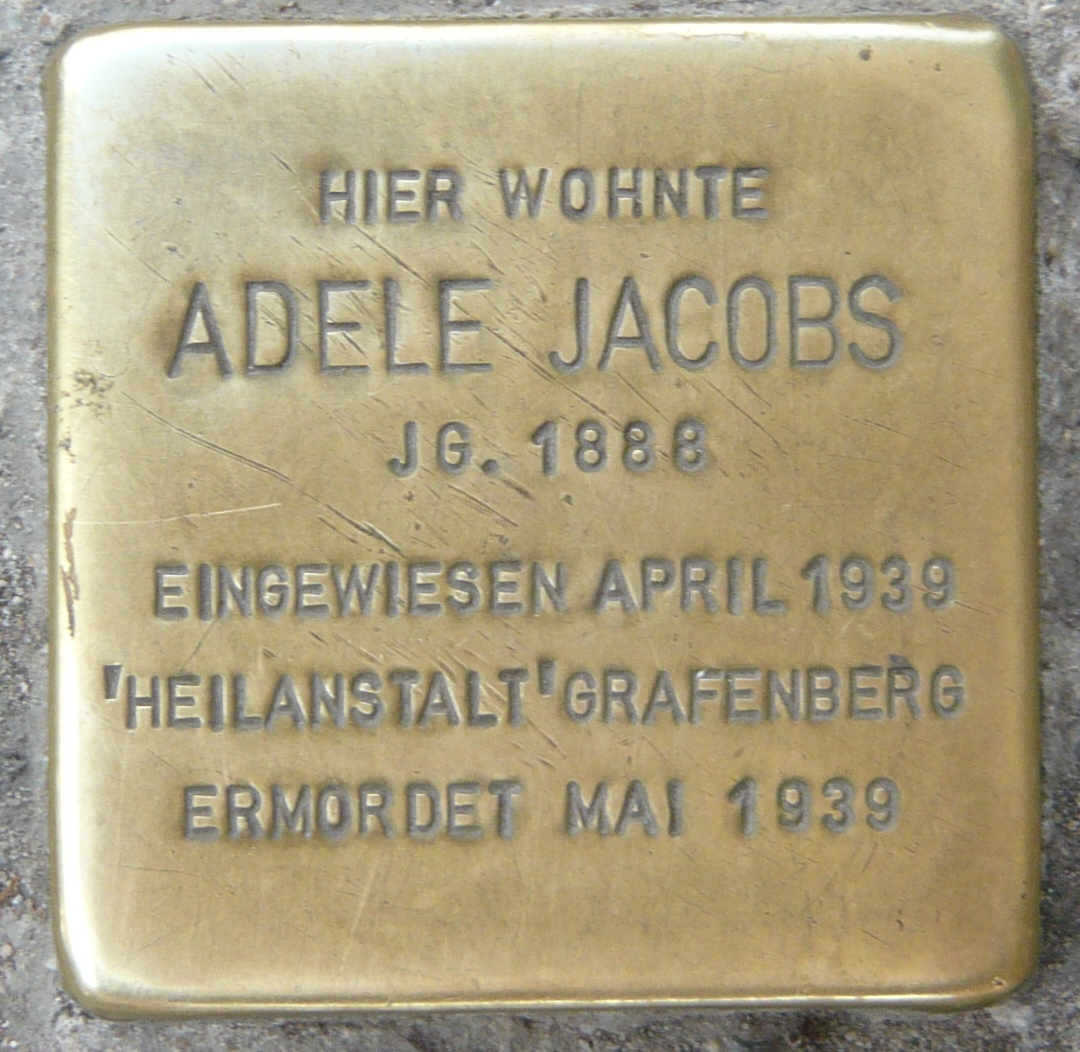 HIER WOHNTE
ADELE JACOBS
JG. 1888
EINGEWIESEN APRIL 1939
'HEILANSTALT' GRAFENBERG
ERMORDET MAI 1939